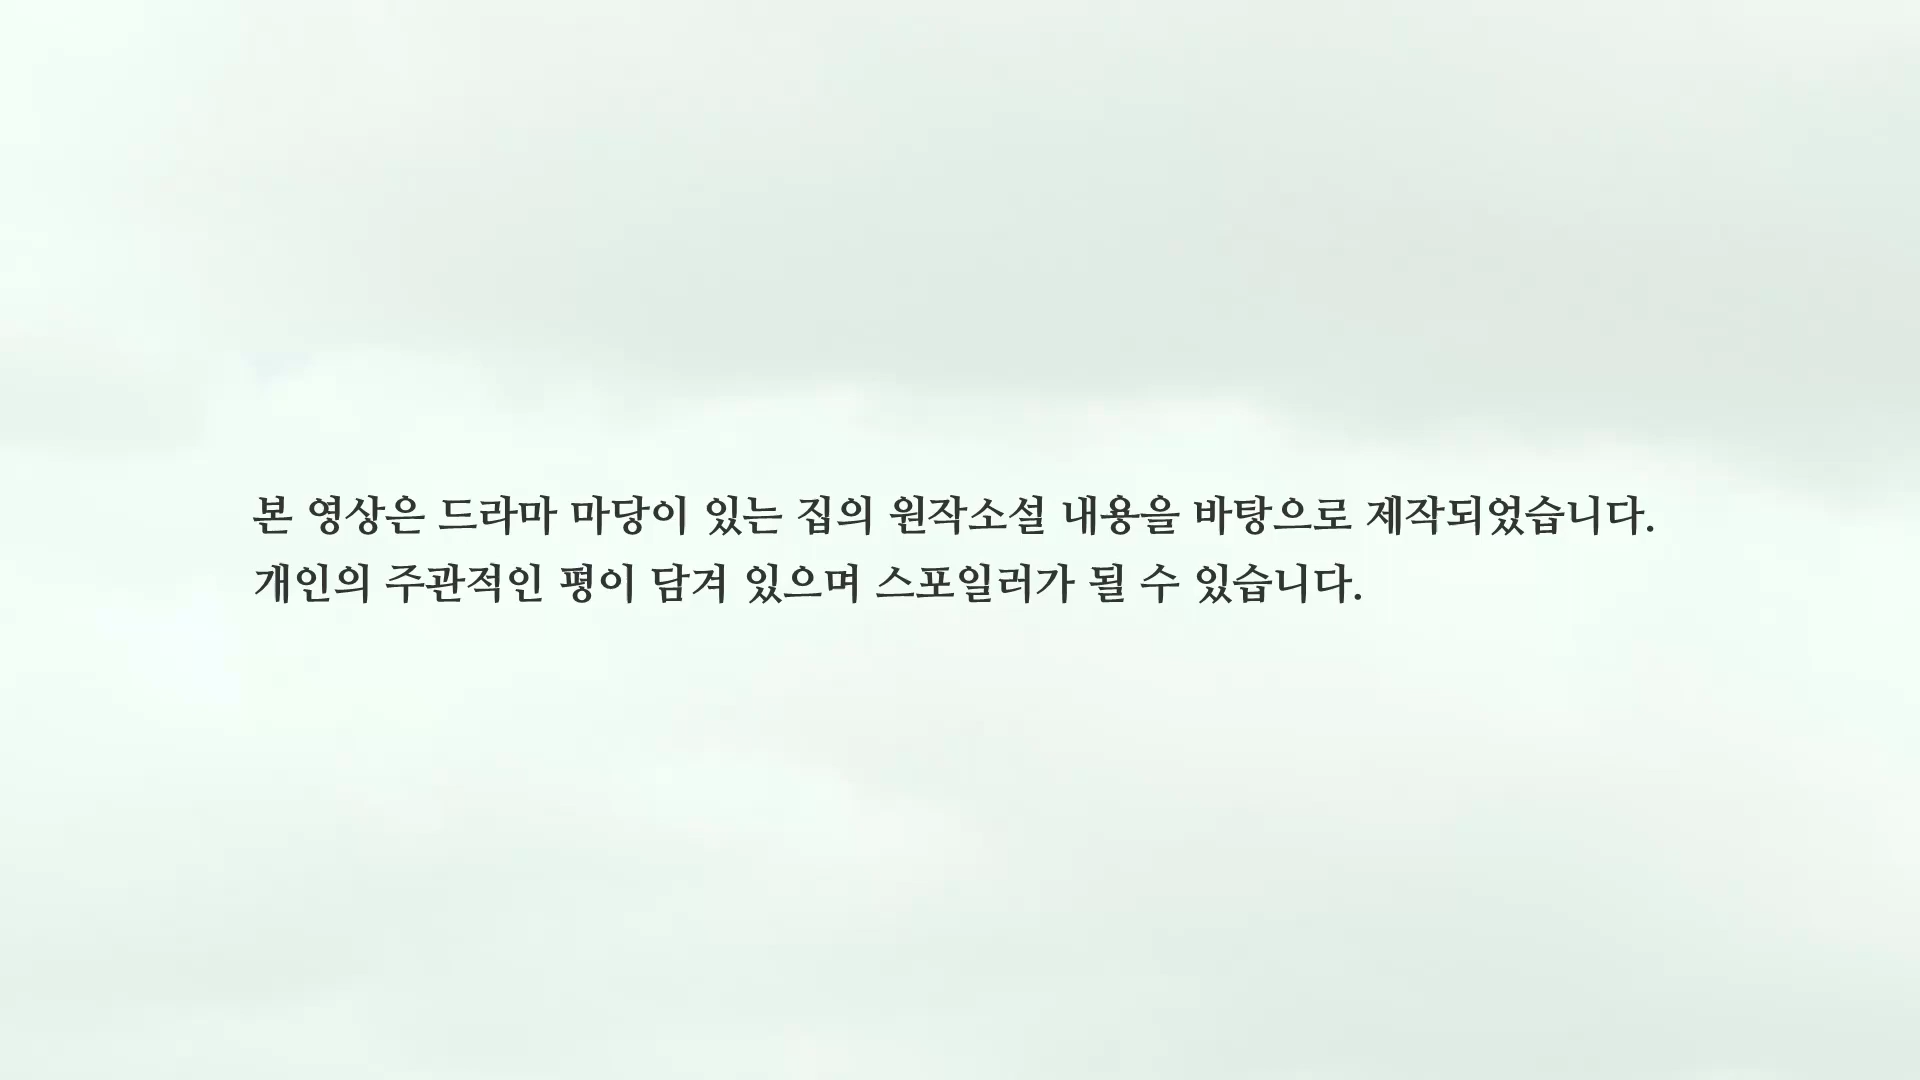 본 영상은 드라마 마당이 있는 집의 원작소설 내용을 바탕으로 제작되었습니다.
개인의 주관적인 평이 담겨 있으며 스포일러가 될 수 있습니다.